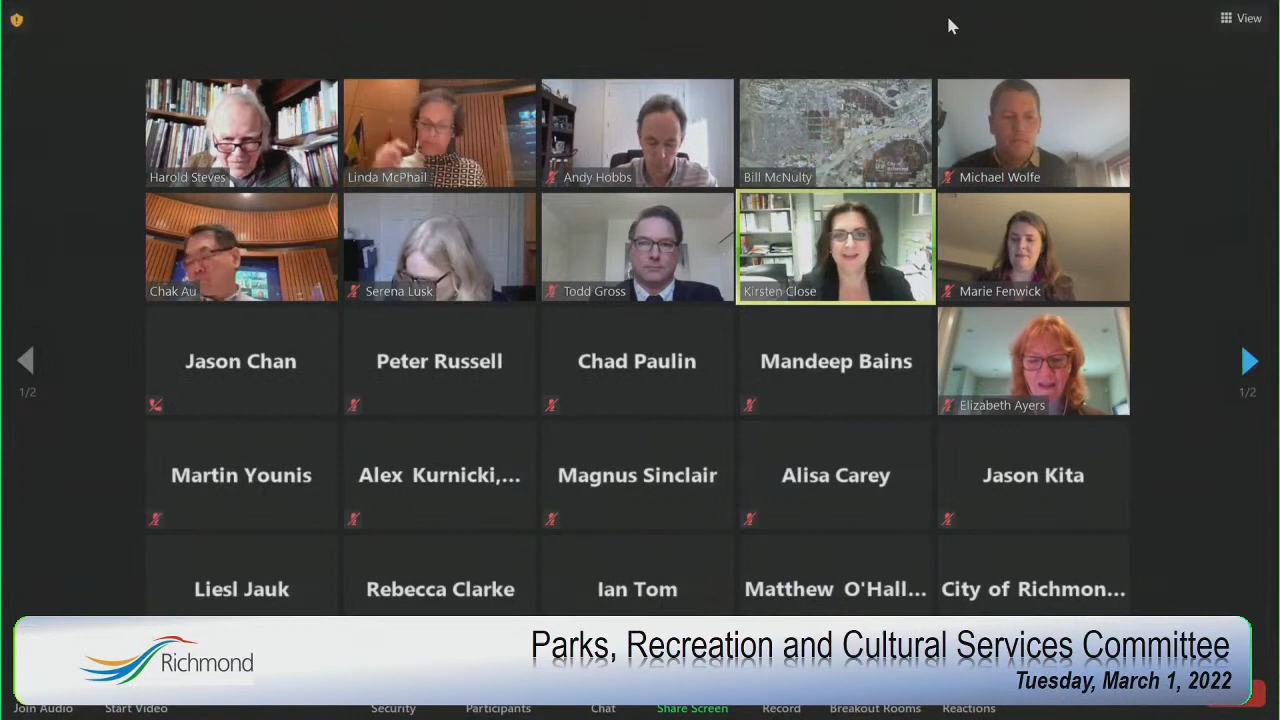 View
Harold Steves
Linda McPhail
Andy Hobbs
Bill McNulty
Michael Wolfe
Chak Au
Serena Lusk
Todd Gross
Kirsten Close
Marie Fenwick
Jason Chan
Peter Russell
Chad Paulin
Mandeep Bains
Elizabeth Ayers
1/2
1/2
Martin Younis
Alex Kurnicki,...
Magnus Sinclair
Alisa Carey
Jason Kita
Liesl Jauk
Rebecca Clarke
Ian Tom
Matthew O'Hall...
City of Richmon...
Richmond
Parks, Recreation and Cultural Services Committee
Tuesday, March 1, 2022
Join Audio
Start Video
Security
Participants
Chat
Share Screen
Record
Breakout Rooms
Reactions